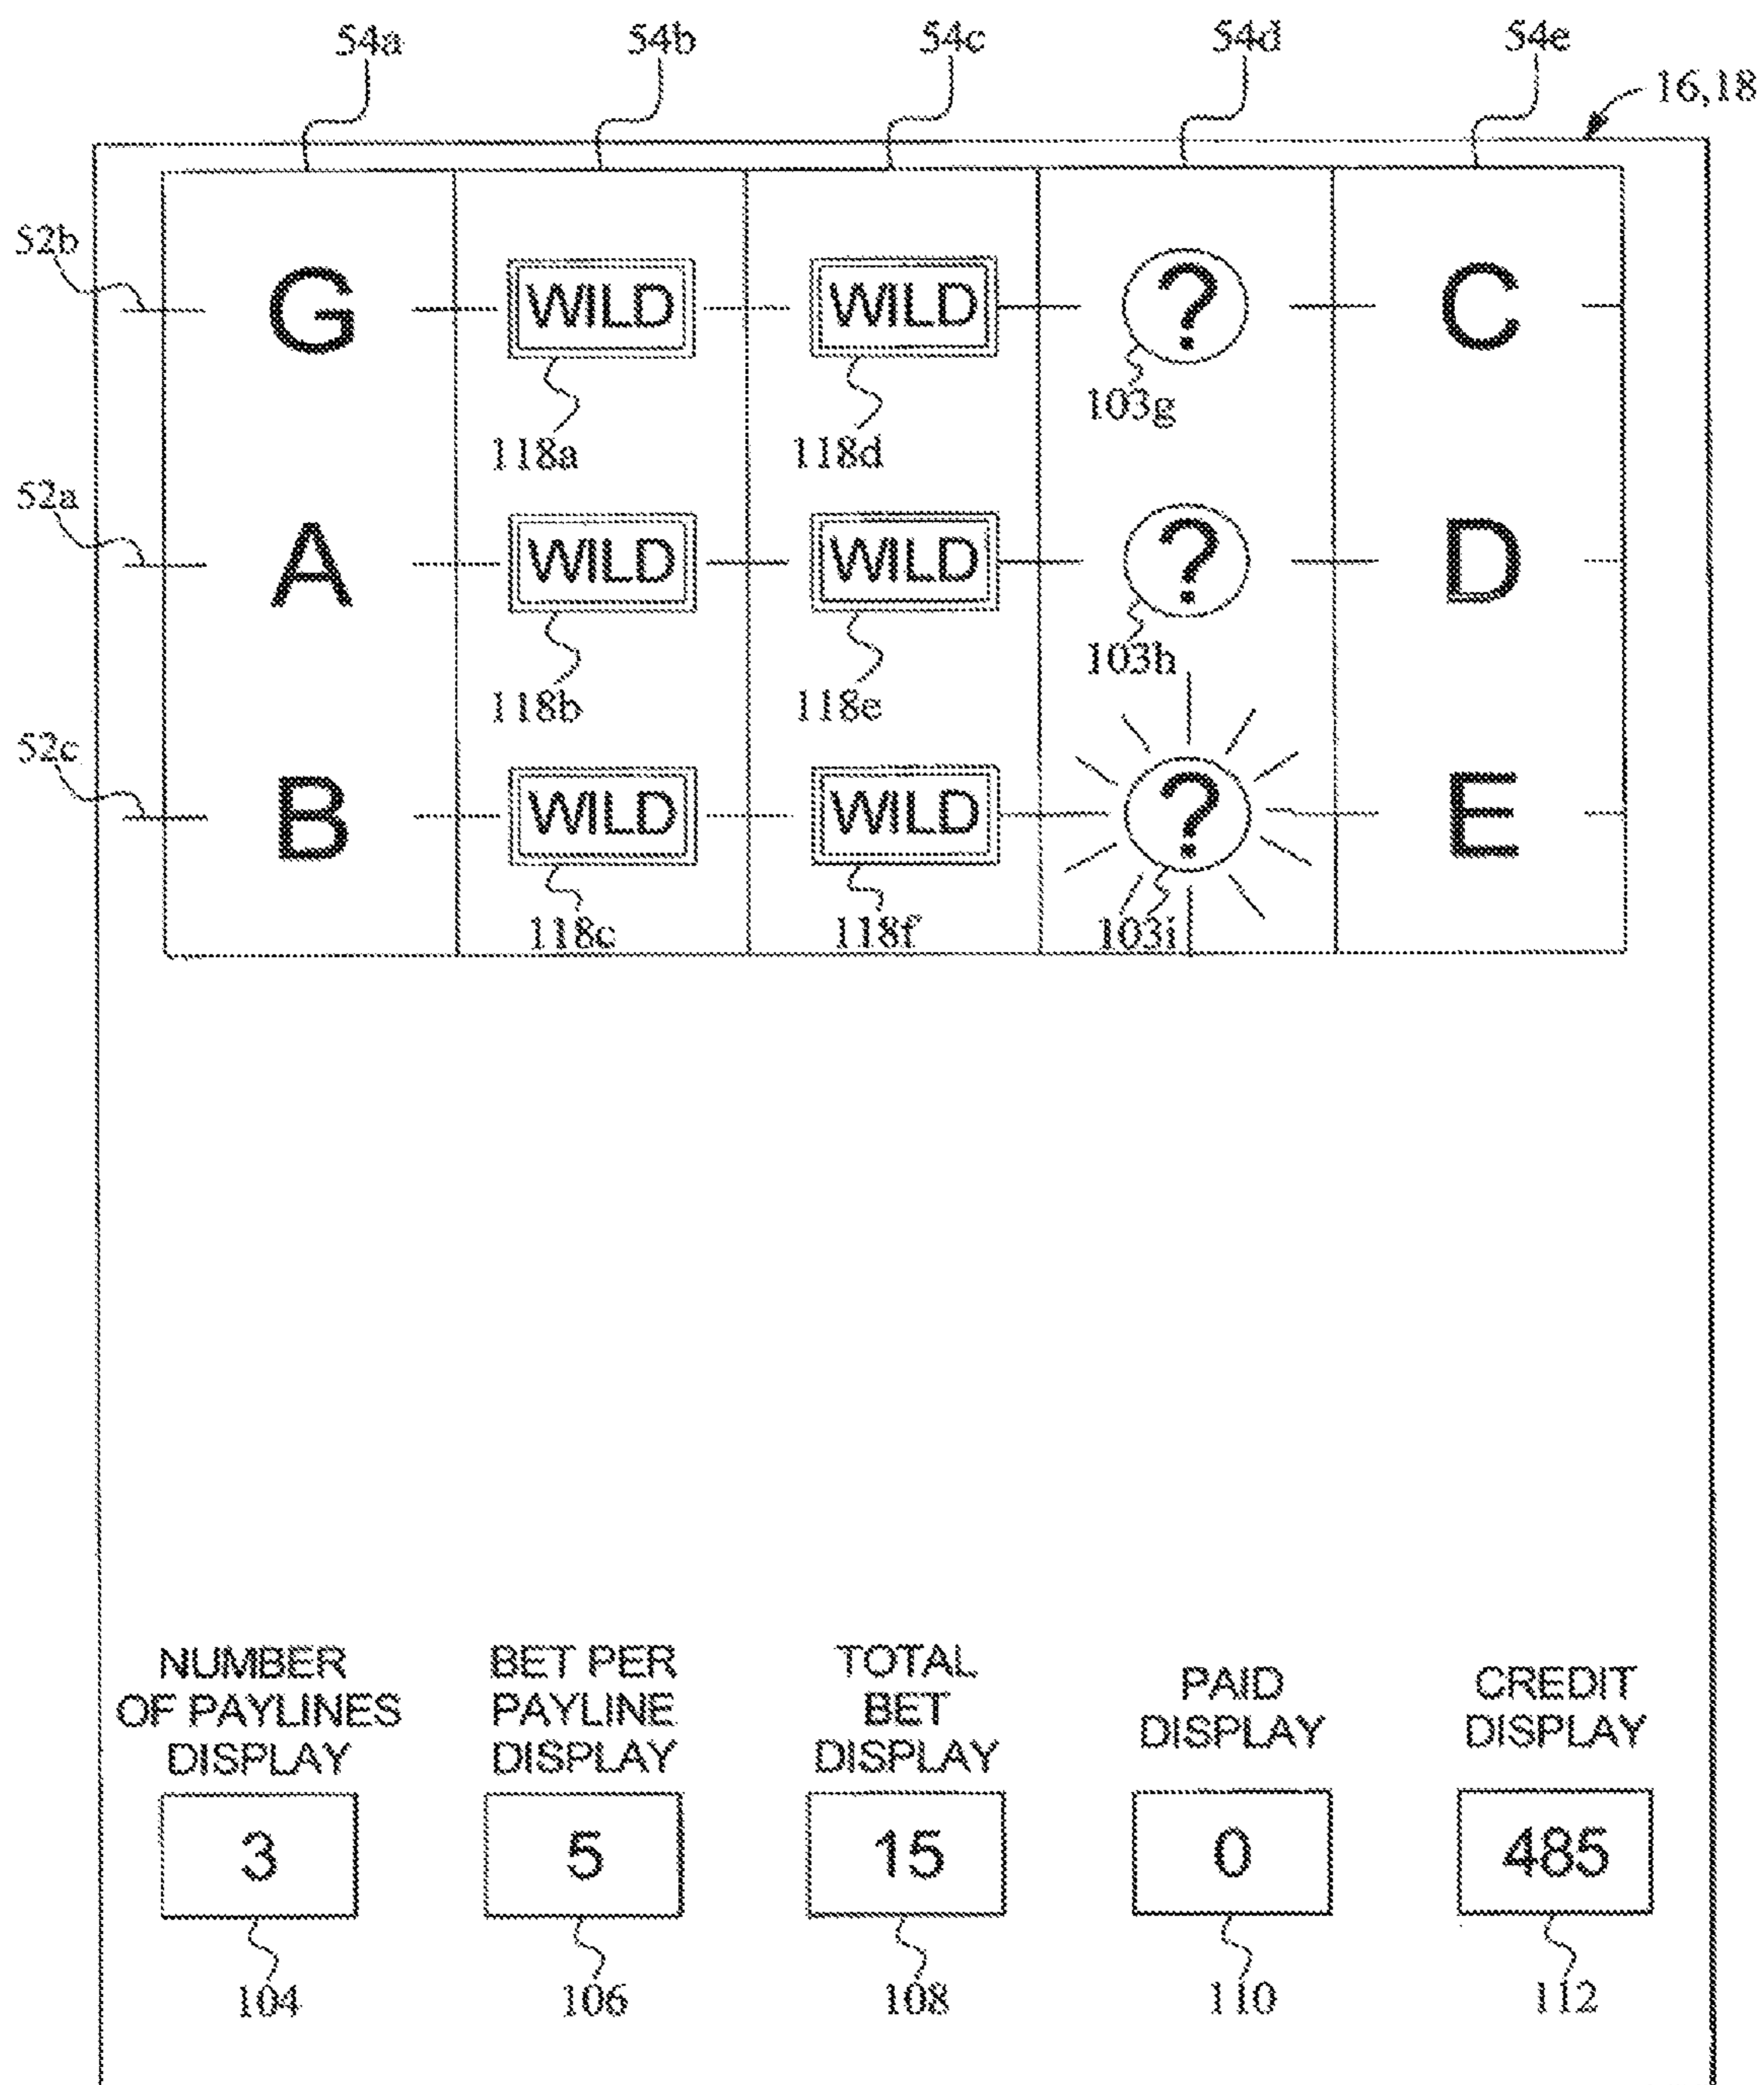 54a 54b 54c 54d 54e
16,18
52b G WILD WILD ? C
103g
118a 118d
52a A WILD WILD ? D
103h
118b 118e
52c B WILD WILD ? E
118c 118f 103i
NUMBER OF PAYLINES DISPLAY
BET PER PAYLINE DISPLAY
TOTAL BET DISPLAY
PAID DISPLAY
CREDIT DISPLAY
3 5 15 0 485
104 106 108 110 112